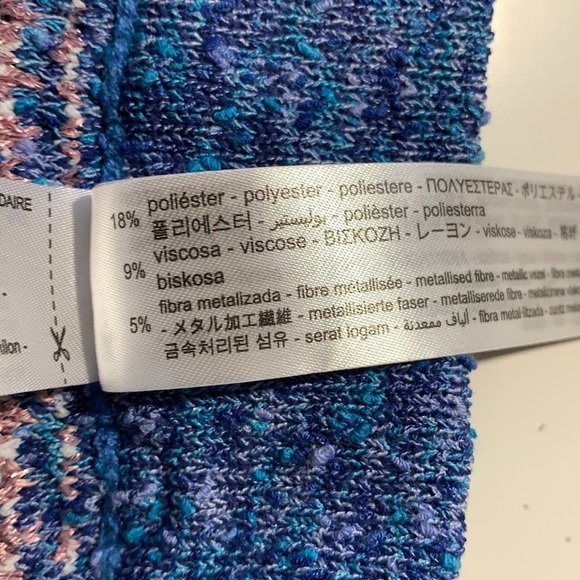 DAIRE
18% poliéster - polyester - poliestere - ΠΟΛΥΕΣΤΕΡΑΣ - ポリエステル -
폴리에스터 - بوليستير - polièster - poliesterra
9% viscosa - viscose - ΒΙΣΚΟΖΗ - レーヨン - viskose - viskoza -
biskosa
fibra metalizada - fibre métallisée - metallised fibre - metallic
5% - メタル加工繊維 - metallisierte faser - metalliserede fibre -
금속처리된 섬유 - serat logam - ألياف ممعدنة - fibra metal·litzada -